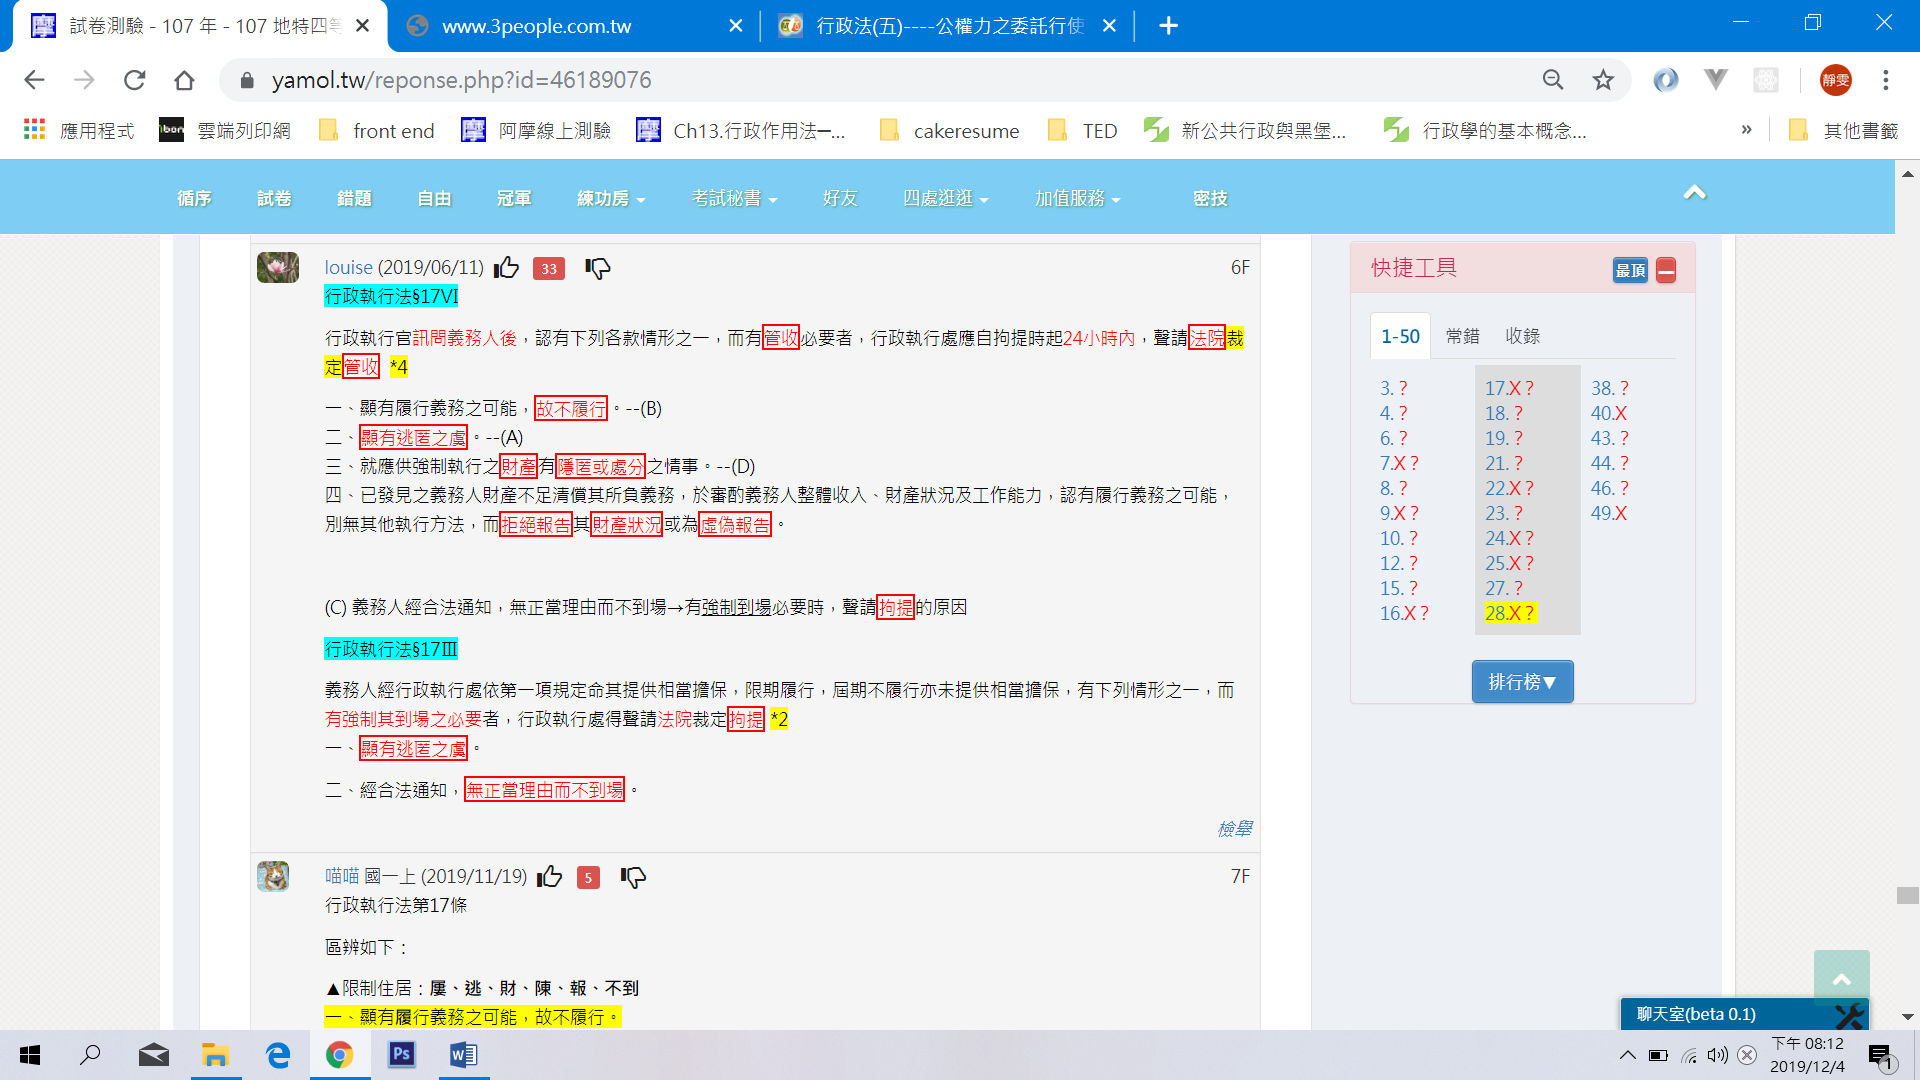 試卷測驗 - 107 年 - 107 地特四等
www.3people.com.tw
行政法(五)----公權力之委託行使
yamol.tw/reponse.php?id=46189076
靜雯
應用程式
ibon
雲端列印網
front end
阿摩線上測驗
Ch13.行政作用法─...
cakeresume
TED
新公共行政與黑堡...
行政學的基本概念...
»
其他書籤
循序
試卷
錯題
自由
冠軍
練功房
考試秘書
好友
四處逛逛
加值服務
密技
louise (2019/06/11) 33 6F
行政執行法§17VI
行政執行官訊問義務人後，認有下列各款情形之一，而有管收必要者，行政執行處應自拘提時起24小時內，聲請法院裁
定管收 *4
一、顯有履行義務之可能，故不履行。--(B)
二、顯有逃匿之虞。--(A)
三、就應供強制執行之財產有隱匿或處分之情事。--(D)
四、已發見之義務人財產不足清償其所負義務，於審酌義務人整體收入、財產狀況及工作能力，認有履行義務之可能，
別無其他執行方法，而拒絕報告其財產狀況或為虛偽報告。
(C) 義務人經合法通知，無正當理由而不到場→有強制到場必要時，聲請拘提的原因
行政執行法§17Ⅲ
義務人經行政執行處依第一項規定命其提供相當擔保，限期履行，屆期不履行亦未提供相當擔保，有下列情形之一，而
有強制其到場之必要者，行政執行處得聲請法院裁定拘提 *2
一、顯有逃匿之虞。
二、經合法通知，無正當理由而不到場。
檢舉
喵喵 國一上 (2019/11/19) 5 7F
行政執行法第17條
區辨如下：
▲限制住居：屢、逃、財、陳、報、不到
一、顯有履行義務之可能，故不履行。
快捷工具
最頂
1-50
常錯
收錄
3. ?
4. ?
6. ?
7.X ?
8. ?
9.X ?
10. ?
12. ?
15. ?
16.X ?
17.X ?
18. ?
19. ?
21. ?
22.X ?
23. ?
24.X ?
25.X ?
27. ?
28.X ?
38. ?
40.X
43. ?
44. ?
46. ?
49.X
排行榜▼
聊天室(beta 0.1)
Ps
下午 08:12
2019/12/4
1